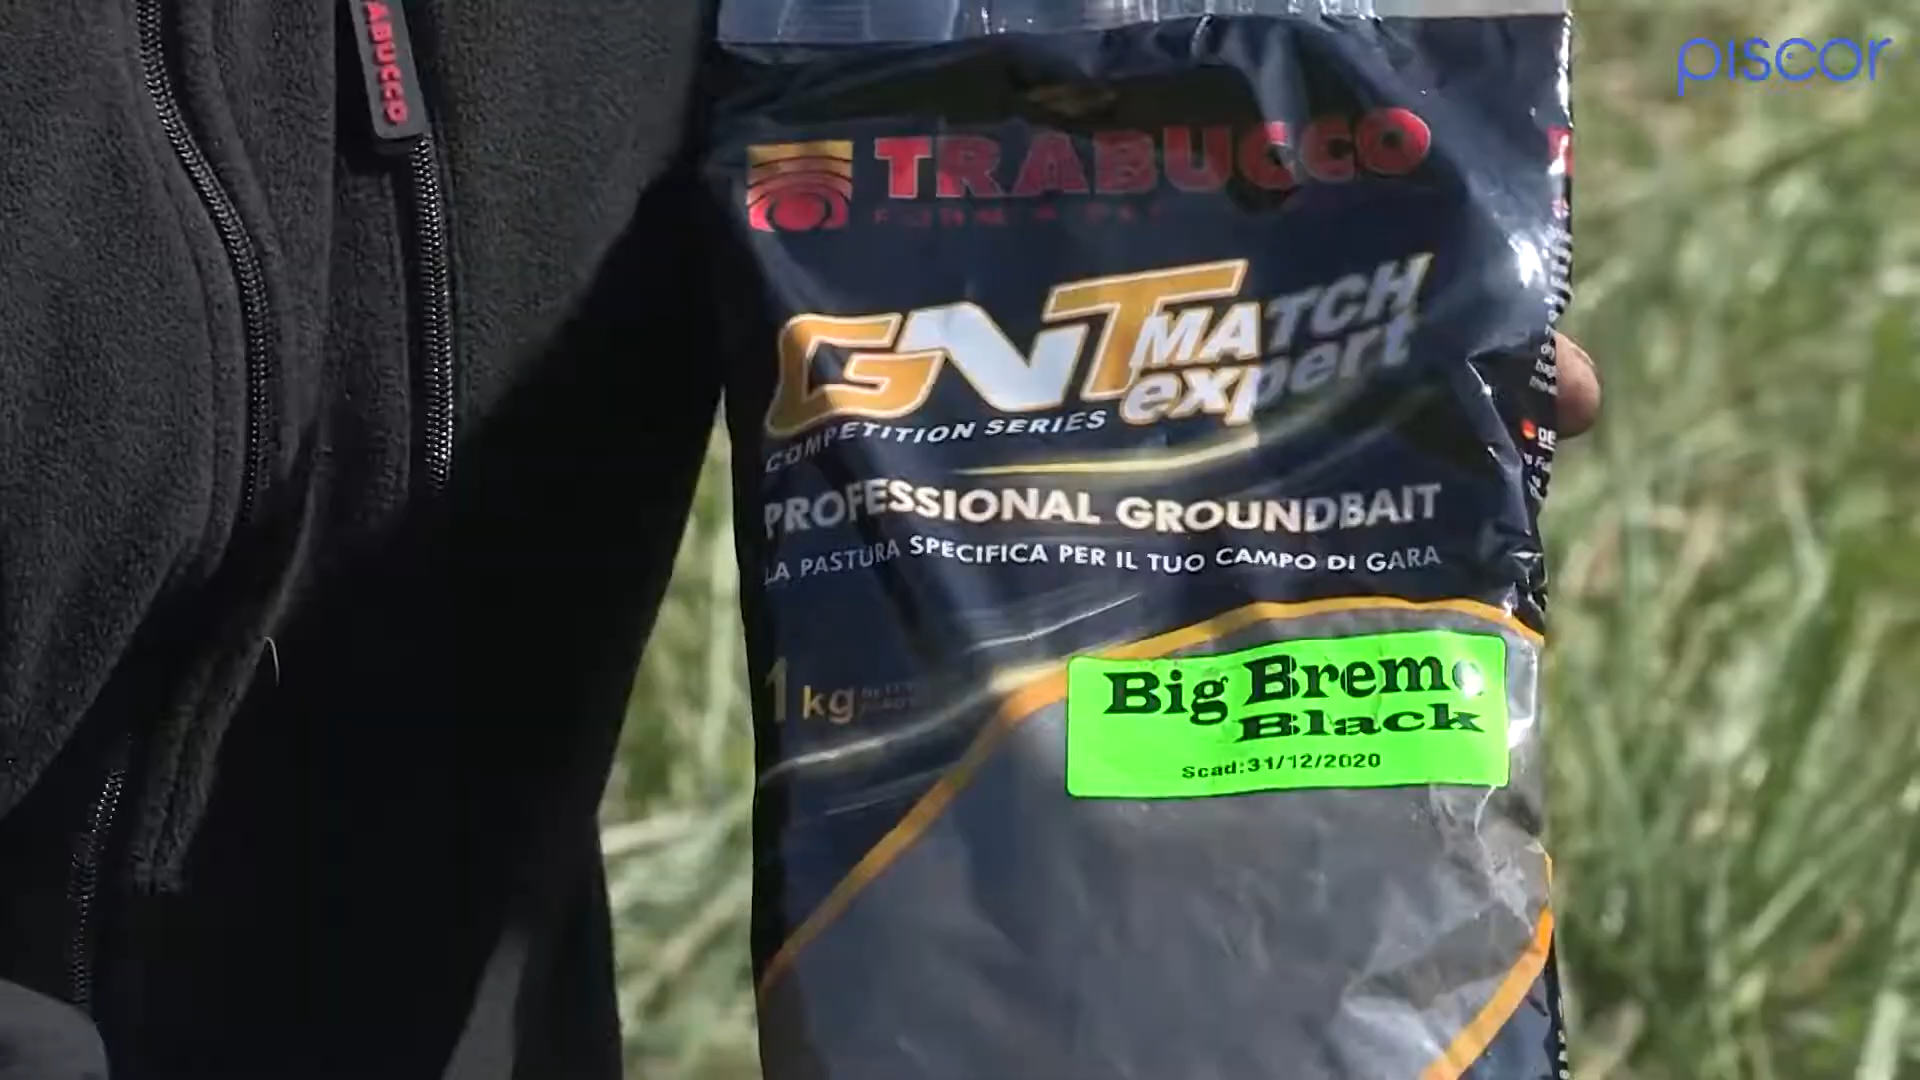 piscor
TRABUCCO
TRABUCCO
GNT MATCH
expert
COMPETITION SERIES
PROFESSIONAL GROUNDBAIT
LA PASTURA SPECIFICA PER IL TUO CAMPO DI GARA
1 kg
Big Breme
Black
Scad:31/12/2020